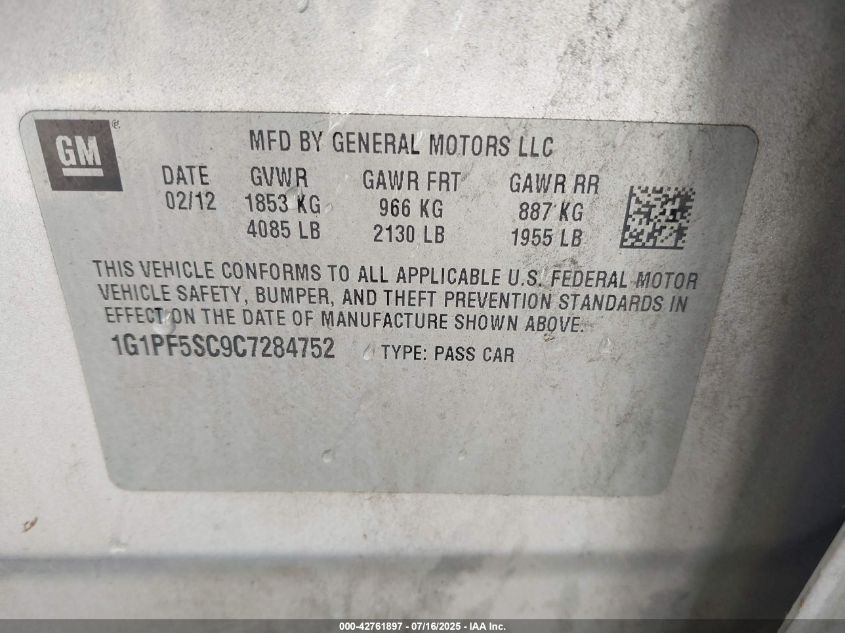 GM ®
MFD BY GENERAL MOTORS LLC
DATE GVWR GAWR FRT GAWR RR
02/12 1853 KG 966 KG 887 KG
4085 LB 2130 LB 1955 LB
THIS VEHICLE CONFORMS TO ALL APPLICABLE U.S. FEDERAL MOTOR
VEHICLE SAFETY, BUMPER, AND THEFT PREVENTION STANDARDS IN
EFFECT ON THE DATE OF MANUFACTURE SHOWN ABOVE.
1G1PF5SC9C7284752 TYPE: PASS CAR
000-42761897 - 07/16/2025 - IAA Inc.